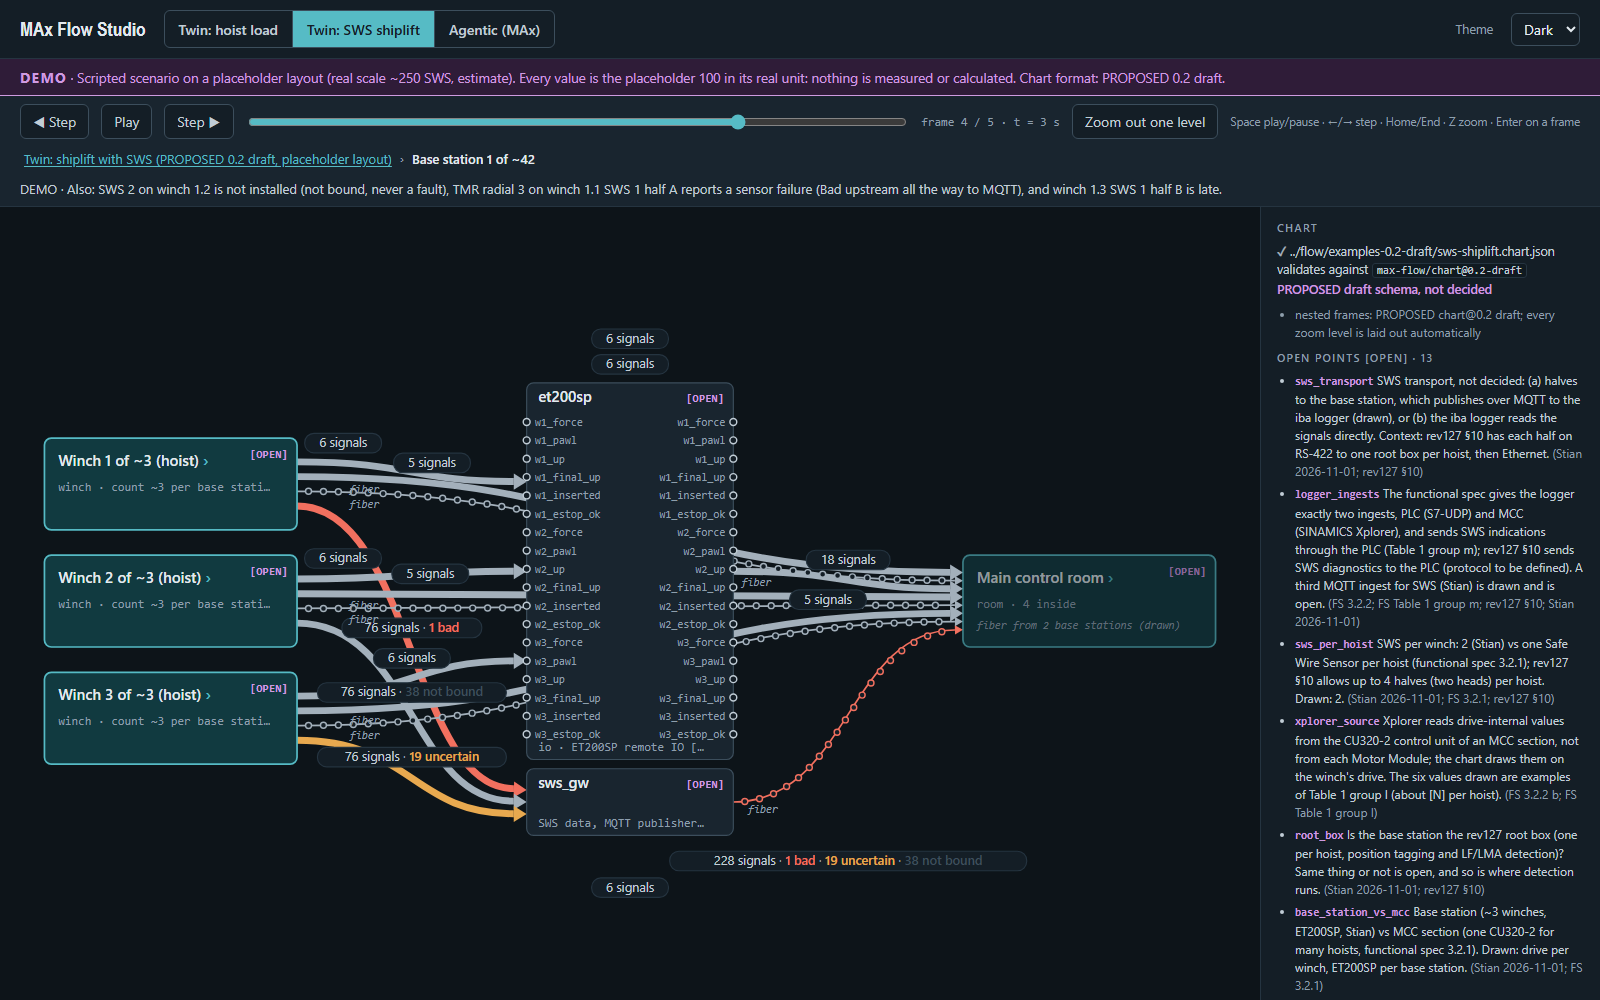 MAx Flow Studio
Twin: hoist load
Twin: SWS shiplift
Agentic (MAx)
Theme
Dark
DEMO · Scripted scenario on a placeholder layout (real scale ~250 SWS, estimate). Every value is the placeholder 100 in its real unit: nothing is measured or calculated. Chart format: PROPOSED 0.2 draft.
◀ Step
Play
Step ▶
frame 4 / 5 · t = 3 s
Zoom out one level
Space play/pause · ←/→ step · Home/End · Z zoom · Enter on a frame
Twin: shiplift with SWS (PROPOSED 0.2 draft, placeholder layout) › Base station 1 of ~42
DEMO · Also: SWS 2 on winch 1.2 is not installed (not bound, never a fault), TMR radial 3 on winch 1.1 SWS 1 half A reports a sensor failure (Bad upstream all the way to MQTT), and winch 1.3 SWS 1 half B is late.
6 signals
6 signals
et200sp
[OPEN]
w1_force
w1_force
w1_pawl
w1_pawl
w1_up
w1_up
w1_final_up
w1_final_up
w1_inserted
w1_inserted
w1_estop_ok
w1_estop_ok
w2_force
w2_force
w2_pawl
w2_pawl
w2_up
w2_up
w2_final_up
w2_final_up
w2_inserted
w2_inserted
w2_estop_ok
w2_estop_ok
w3_force
w3_force
w3_pawl
w3_pawl
w3_up
w3_up
w3_final_up
w3_final_up
w3_inserted
w3_inserted
w3_estop_ok
w3_estop_ok
io · ET200SP remote IO […
Winch 1 of ~3 (hoist) ›
[OPEN]
winch · count ~3 per base stati…
6 signals
5 signals
fiber
fiber
Winch 2 of ~3 (hoist) ›
[OPEN]
winch · count ~3 per base stati…
6 signals
5 signals
fiber
fiber
76 signals · 1 bad
6 signals
Winch 3 of ~3 (hoist) ›
[OPEN]
winch · count ~3 per base stati…
76 signals · 38 not bound
fiber
fiber
76 signals · 19 uncertain
sws_gw
[OPEN]
SWS data, MQTT publisher…
18 signals
fiber
5 signals
fiber
Main control room ›
[OPEN]
room · 4 inside
fiber from 2 base stations (drawn)
228 signals · 1 bad · 19 uncertain · 38 not bound
6 signals
CHART
✓ ../flow/examples-0.2-draft/sws-shiplift.chart.json
validates against max-flow/chart@0.2-draft
PROPOSED draft schema, not decided
• nested frames: PROPOSED chart@0.2 draft; every
zoom level is laid out automatically
OPEN POINTS [OPEN] · 13
• sws_transport SWS transport, not decided: (a) halves
to the base station, which publishes over MQTT to the
iba logger (drawn), or (b) the iba logger reads the
signals directly. Context: rev127 §10 has each half on
RS-422 to one root box per hoist, then Ethernet. (Stian
2026-11-01; rev127 §10)
• logger_ingests The functional spec gives the logger
exactly two ingests, PLC (S7-UDP) and MCC
(SINAMICS Xplorer), and sends SWS indications
through the PLC (Table 1 group m); rev127 §10 sends
SWS diagnostics to the PLC (protocol to be defined). A
third MQTT ingest for SWS (Stian) is drawn and is
open. (FS 3.2.2; FS Table 1 group m; rev127 §10; Stian
2026-11-01)
• sws_per_hoist SWS per winch: 2 (Stian) vs one Safe
Wire Sensor per hoist (functional spec 3.2.1); rev127
§10 allows up to 4 halves (two heads) per hoist.
Drawn: 2. (Stian 2026-11-01; FS 3.2.1; rev127 §10)
• xplorer_source Xplorer reads drive-internal values
from the CU320-2 control unit of an MCC section, not
from each Motor Module; the chart draws them on
the winch's drive. The six values drawn are examples
of Table 1 group l (about [N] per hoist). (FS 3.2.2 b; FS
Table 1 group l)
• root_box Is the base station the rev127 root box (one
per hoist, position tagging and LF/LMA detection)?
Same thing or not is open, and so is where detection
runs. (Stian 2026-11-01; rev127 §10)
• base_station_vs_mcc Base station (~3 winches,
ET200SP, Stian) vs MCC section (one CU320-2 for
many hoists, functional spec 3.2.1). Drawn: drive per
winch, ET200SP per base station. (Stian 2026-11-01; FS
3.2.1)